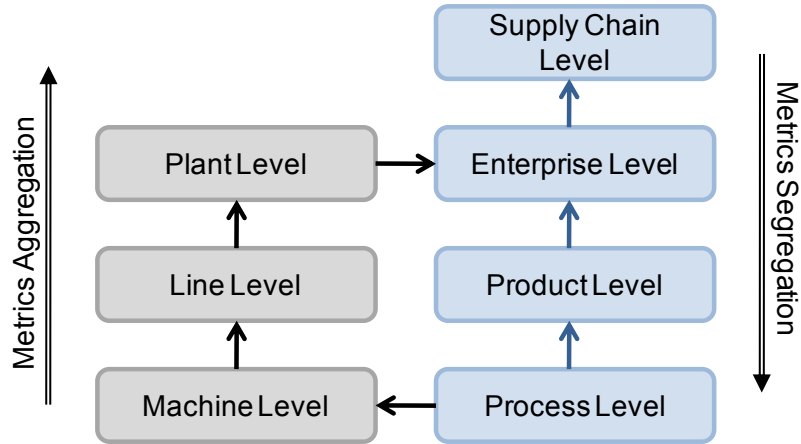 Supply Chain
Level
Plant Level
Enterprise Level
Line Level
Product Level
Machine Level
Process Level
Metrics Aggregation
Metrics Segregation